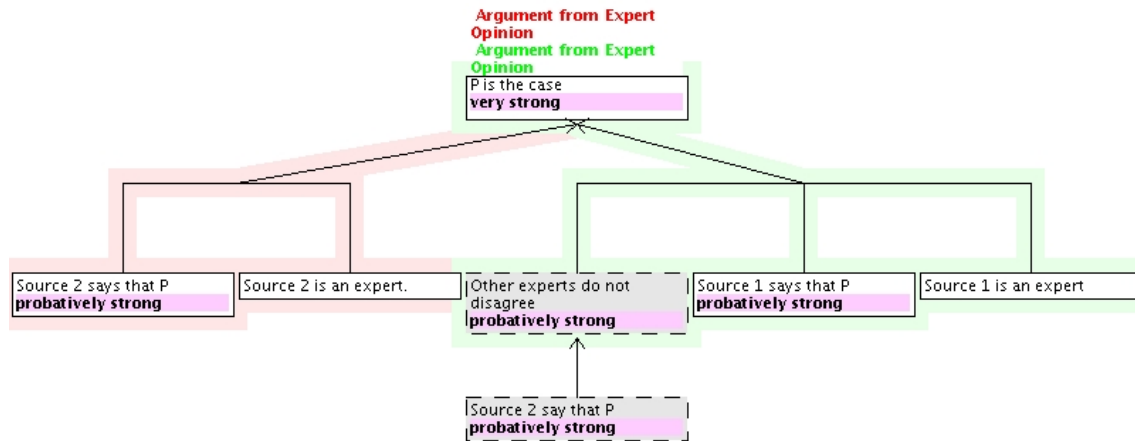 Argument from Expert
Opinion
Argument from Expert
Opinion
P is the case
very strong
Source 2 says that P
probatively strong
Source 2 is an expert.
Other experts do not
disagree
probatively strong
Source 1 says that P
probatively strong
Source 1 is an expert
Source 2 say that P
probatively strong